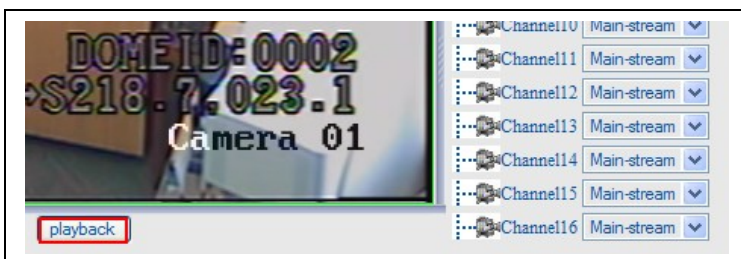 DOMEID:0002
→S218.7,023.1
Camera 01
playback
Channel10 Main-stream
Channel11 Main-stream
Channel12 Main-stream
Channel13 Main-stream
Channel14 Main-stream
Channel15 Main-stream
Channel16 Main-stream